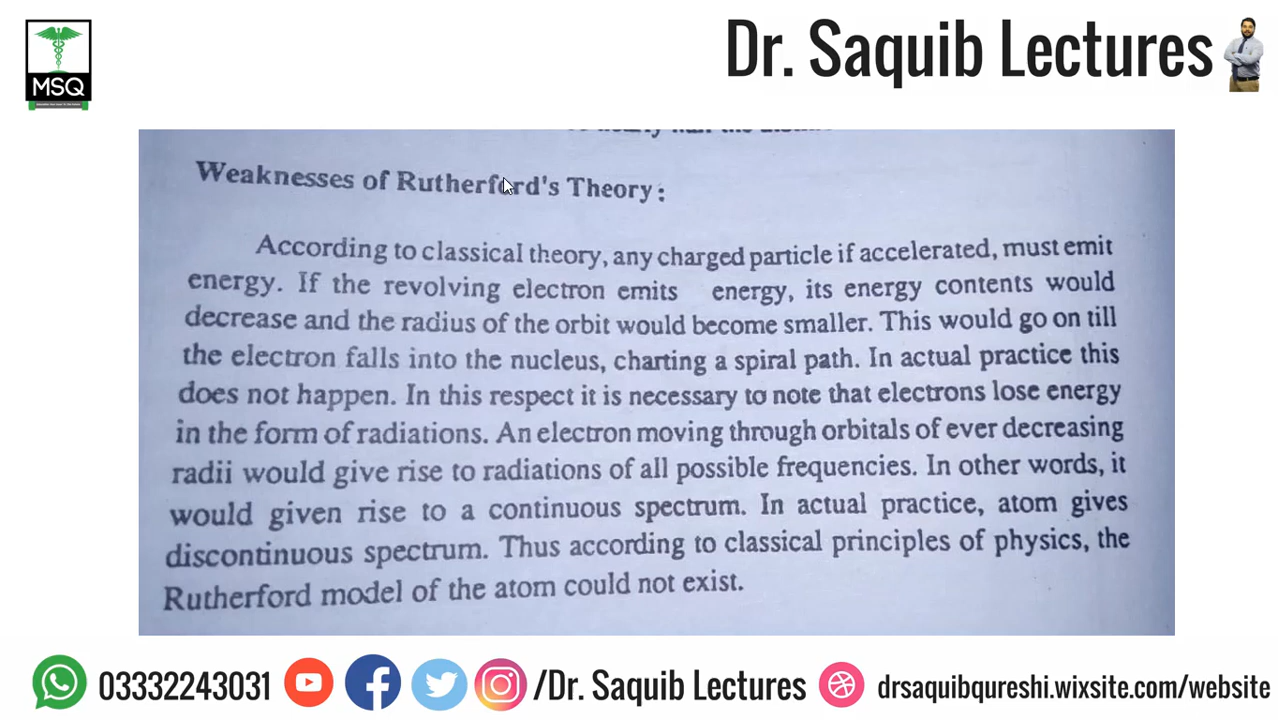 Dr. Saquib Lectures
MSQ
Weaknesses of Rutherford's Theory:
According to classical theory, any charged particle if accelerated, must emit
energy. If the revolving electron emits energy, its energy contents would
decrease and the radius of the orbit would become smaller. This would go on till
the electron falls into the nucleus, charting a spiral path. In actual practice this
does not happen. In this respect it is necessary to note that electrons lose energy
in the form of radiations. An electron moving through orbitals of ever decreasing
radii would give rise to radiations of all possible frequencies. In other words, it
would given rise to a continuous spectrum. In actual practice, atom gives
discontinuous spectrum. Thus according to classical principles of physics, the
Rutherford model of the atom could not exist.
03332243031
/Dr. Saquib Lectures
drsaquibqureshi.wixsite.com/website